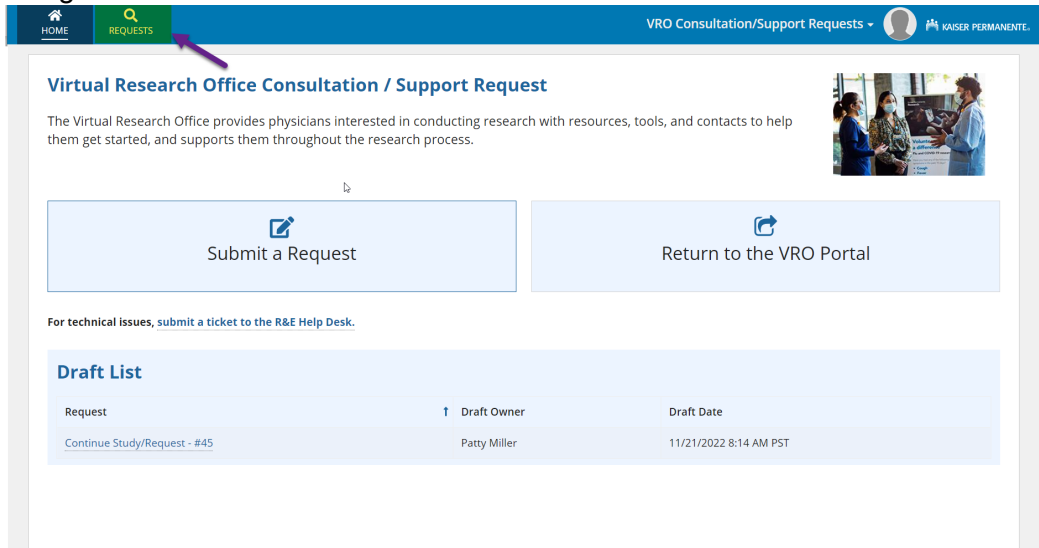 HOME
REQUESTS
VRO Consultation/Support Requests
KAISER PERMANENTE.
Virtual Research Office Consultation / Support Request
The Virtual Research Office provides physicians interested in conducting research with resources, tools, and contacts to help
them get started, and supports them throughout the research process.
Submit a Request
Return to the VRO Portal
For technical issues, submit a ticket to the R&E Help Desk.
Draft List
Request ↑ Draft Owner Draft Date
Continue Study/Request - #45 Patty Miller 11/21/2022 8:14 AM PST